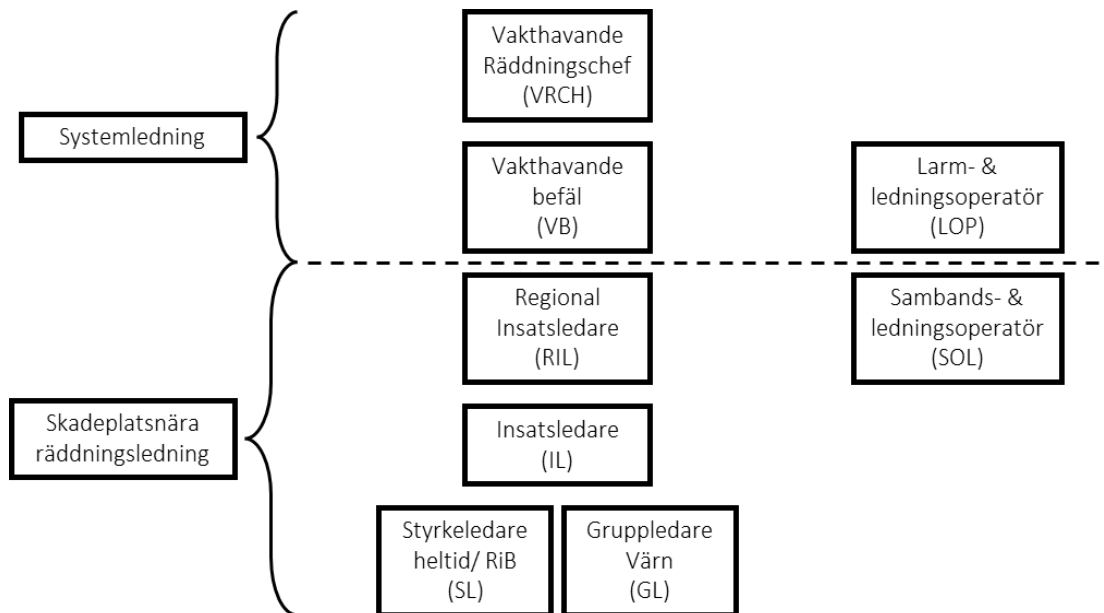 Vakthavande
Räddningschef
(VRCH)
Systemledning
Vakthavande
befäl
(VB)
Larm- &
ledningsoperatör
(LOP)
Regional
Insatsledare
(RIL)
Sambands- &
ledningsoperatör
(SOL)
Skadeplatsnära
räddningsledning
Insatsledare
(IL)
Styrkeledare
heltid/ RiB
(SL)
Gruppledare
Värn
(GL)